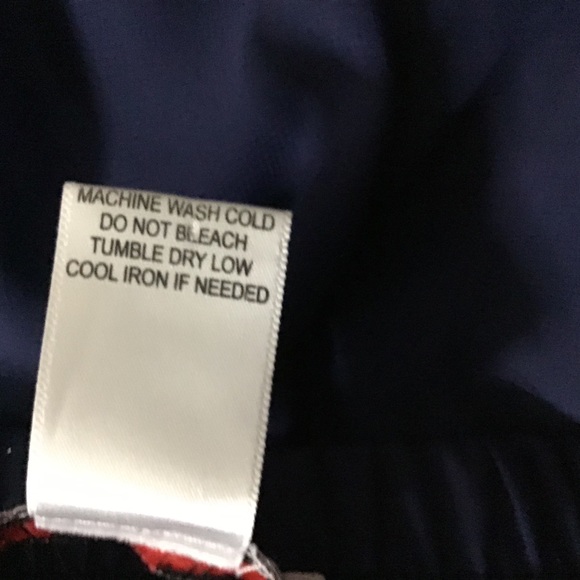 MACHINE WASH COLD
DO NOT BLEACH
TUMBLE DRY LOW
COOL IRON IF NEEDED